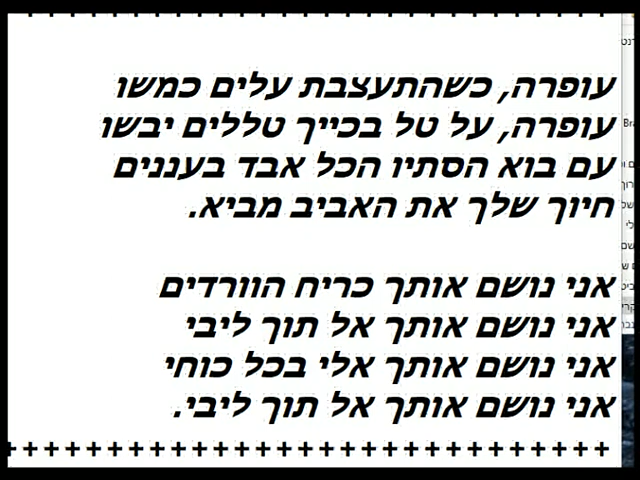 עופרה, כשהתעצבת עלים כמשו
עופרה, על טל בכייך טללים יבשו
עם בוא הסתיו הכל אבד בעננים
חיוך שלך את האביב מביא.
אני נושם אותך כריח הוורדים
אני נושם אותך אל תוך ליבי
אני נושם אותך אלי בכל כוחי
אני נושם אותך אל תוך ליבי.
+++++++++++++++++++++++++++++